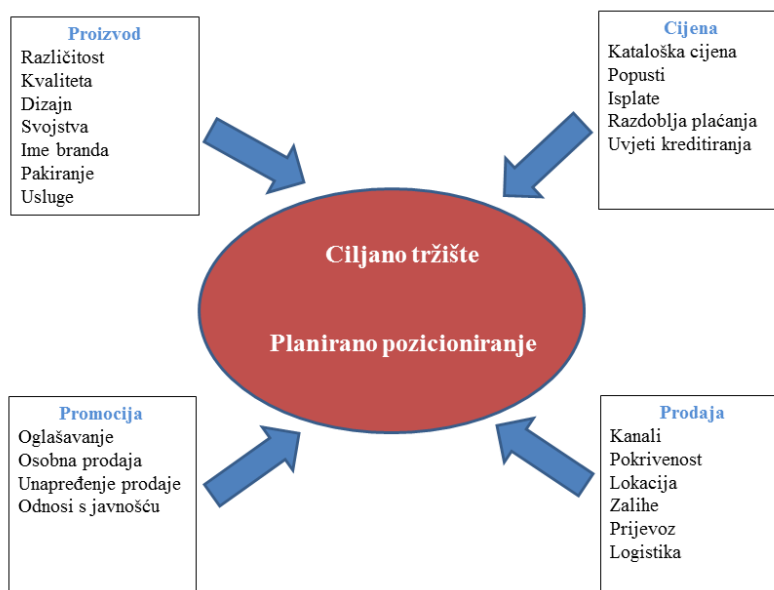 Proizvod
Različitost
Kvaliteta
Dizajn
Svojstva
Ime branda
Pakiranje
Usluge
Cijena
Kataloška cijena
Popusti
Isplate
Razdoblja plaćanja
Uvjeti kreditiranja
Ciljano tržište
Planirano pozicioniranje
Promocija
Oglašavanje
Osobna prodaja
Unapređenje prodaje
Odnosi s javnošću
Prodaja
Kanali
Pokrivenost
Lokacija
Zalihe
Prijevoz
Logistika